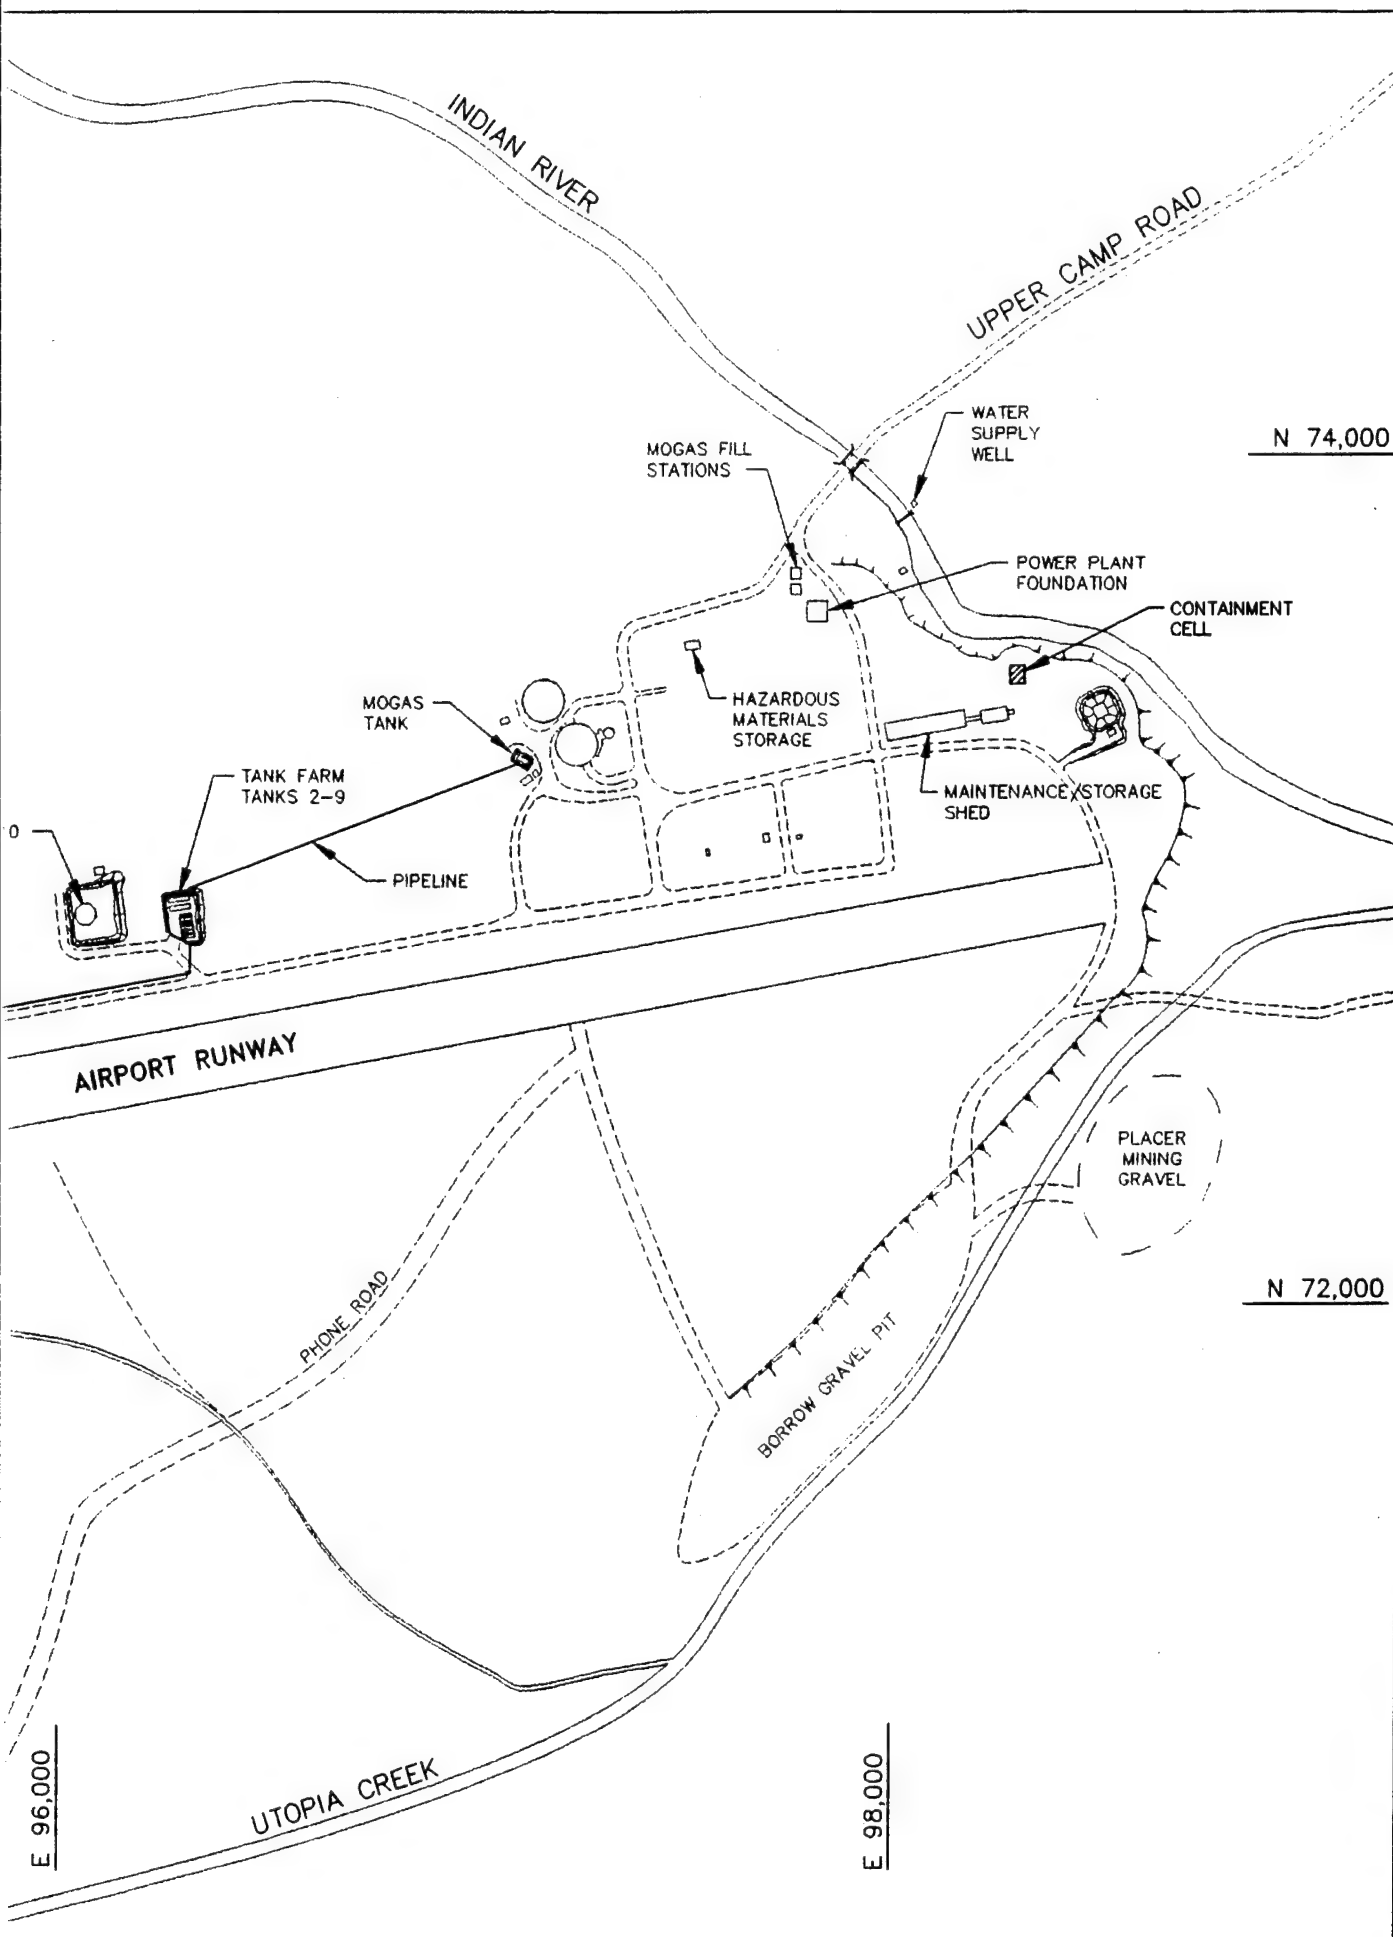 INDIAN RIVER
UPPER CAMP ROAD
WATER
SUPPLY
WELL
N 74,000
MOGAS FILL
STATIONS
POWER PLANT
FOUNDATION
CONTAINMENT
CELL
MOGAS
TANK
HAZARDOUS
MATERIALS
STORAGE
TANK FARM
TANKS 2-9
MAINTENANCE/STORAGE
SHED
0
PIPELINE
AIRPORT RUNWAY
PLACER
MINING
GRAVEL
PHONE ROAD
N 72,000
BORROW GRAVEL PIT
E 96,000
UTOPIA CREEK
E 98,000